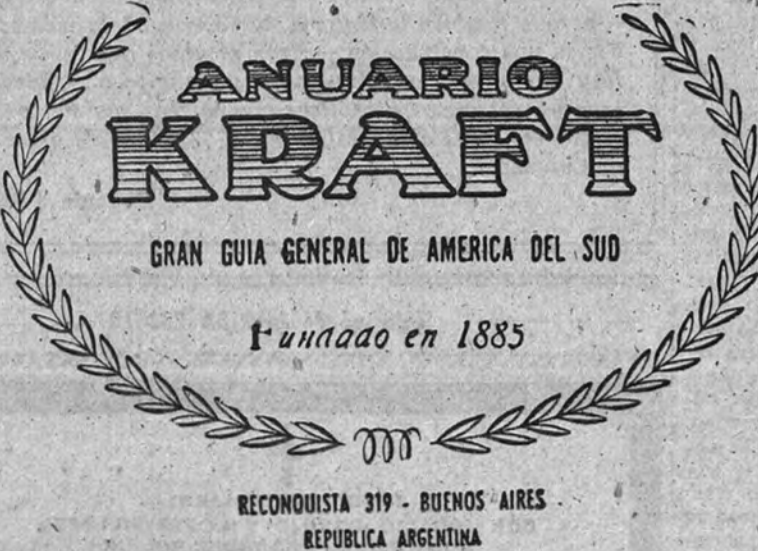 ANUARIO
KRAFT
GRAN GUIA GENERAL DE AMERICA DEL SUD
Fundado en 1885
RECONQUISTA 319 - BUENOS AIRES
REPUBLICA ARGENTINA